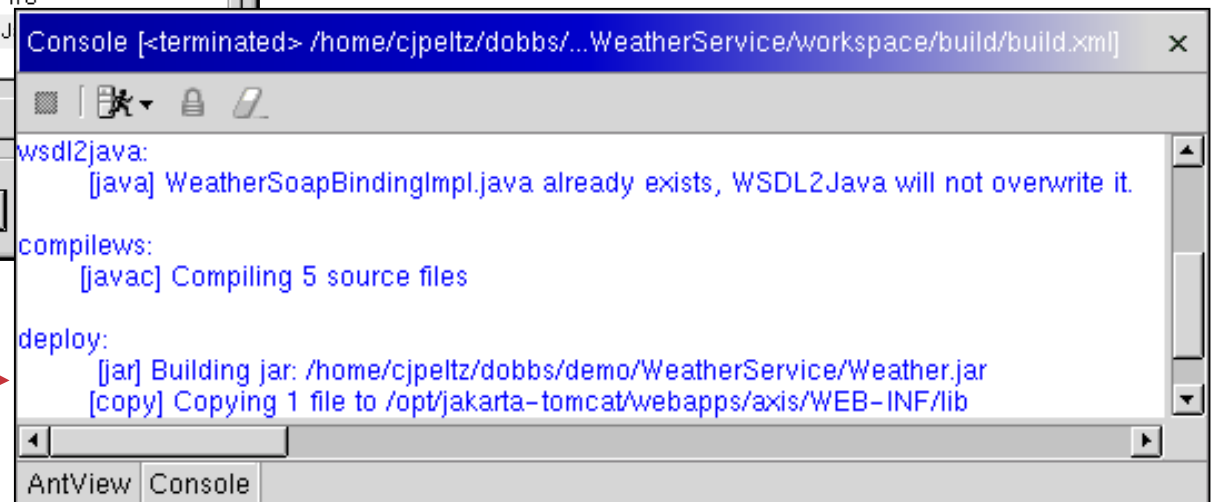 Console [<terminated> /home/cjpeltz/dobbs/...WeatherService/workspace/build/build.xml]
wsdl2java:
[java] WeatherSoapBindingImpl.java already exists, WSDL2Java will not overwrite it.
compilews:
[javac] Compiling 5 source files
deploy:
[jar] Building jar: /home/cjpeltz/dobbs/demo/WeatherService/Weather.jar
[copy] Copying 1 file to /opt/jakarta-tomcat/webapps/axis/WEB-INF/lib
AntView Console